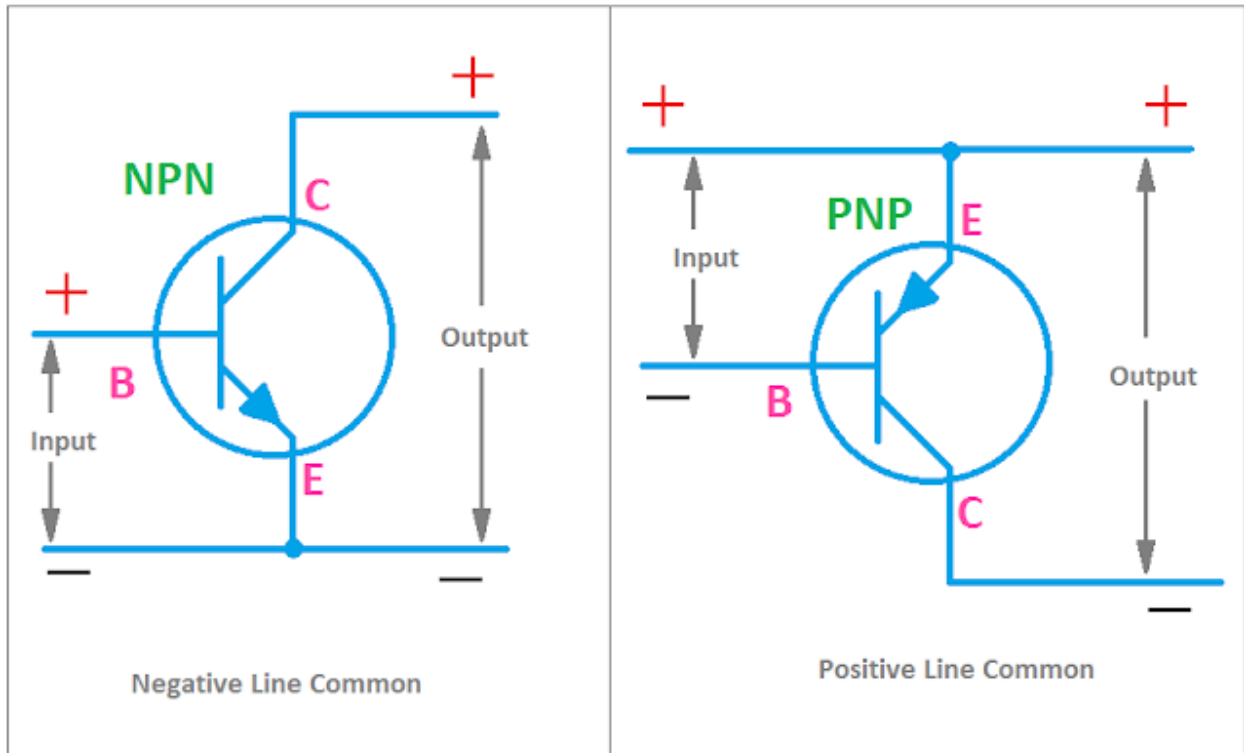 +
NPN
C
+
B
Input
Output
E
—
—
Negative Line Common
+
+
PNP
E
Input
—
B
Output
C
—
Positive Line Common